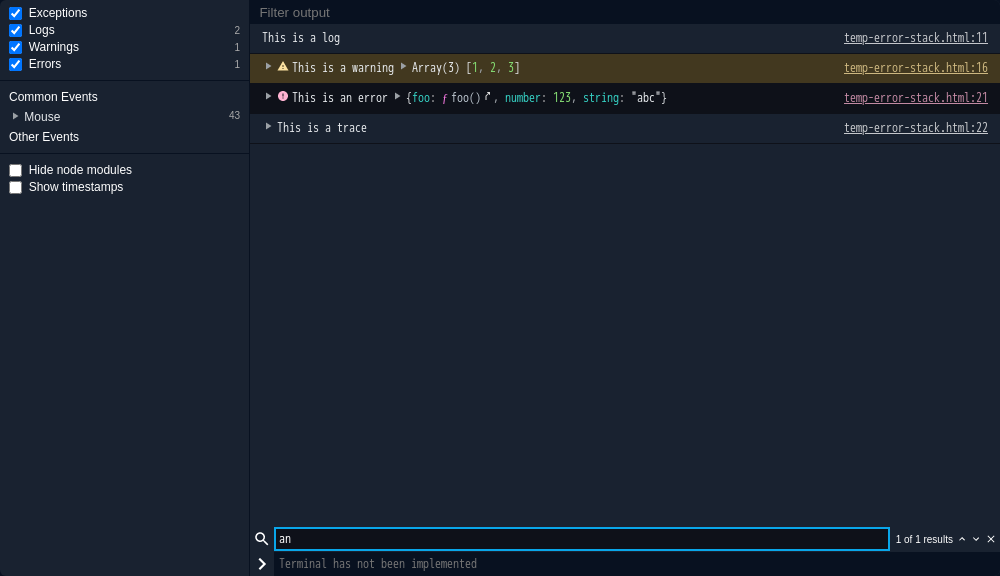 Exceptions
Logs 2
Warnings 1
Errors 1
Common Events
Mouse 43
Other Events
Hide node modules
Show timestamps
Filter output
This is a log temp-error-stack.html:11
This is a warning Array(3) [1, 2, 3] temp-error-stack.html:16
This is an error {foo: ƒ foo(), number: 123, string: "abc"} temp-error-stack.html:21
This is a trace temp-error-stack.html:22
an 1 of 1 results
Terminal has not been implemented